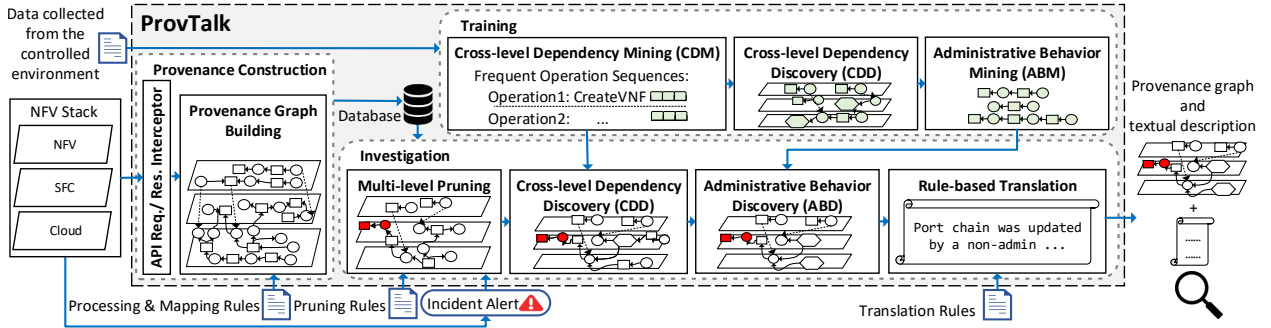 Data collected
from the
controlled
environment
ProvTalk
Training
Cross-level Dependency Mining (CDM)
Frequent Operation Sequences:
Operation1: CreateVNF
Operation2: ...
Cross-level Dependency
Discovery (CDD)
Administrative Behavior
Mining (ABM)
Provenance Construction
API Req./ Res. Interceptor
Provenance Graph
Building
Database
NFV Stack
NFV
SFC
Cloud
Investigation
Multi-level Pruning
Cross-level Dependency
Discovery (CDD)
Administrative Behavior
Discovery (ABD)
Rule-based Translation
Port chain was updated
by a non-admin ...
Provenance graph
and
textual description
+
......
......
Processing & Mapping Rules
Pruning Rules
Incident Alert
Translation Rules